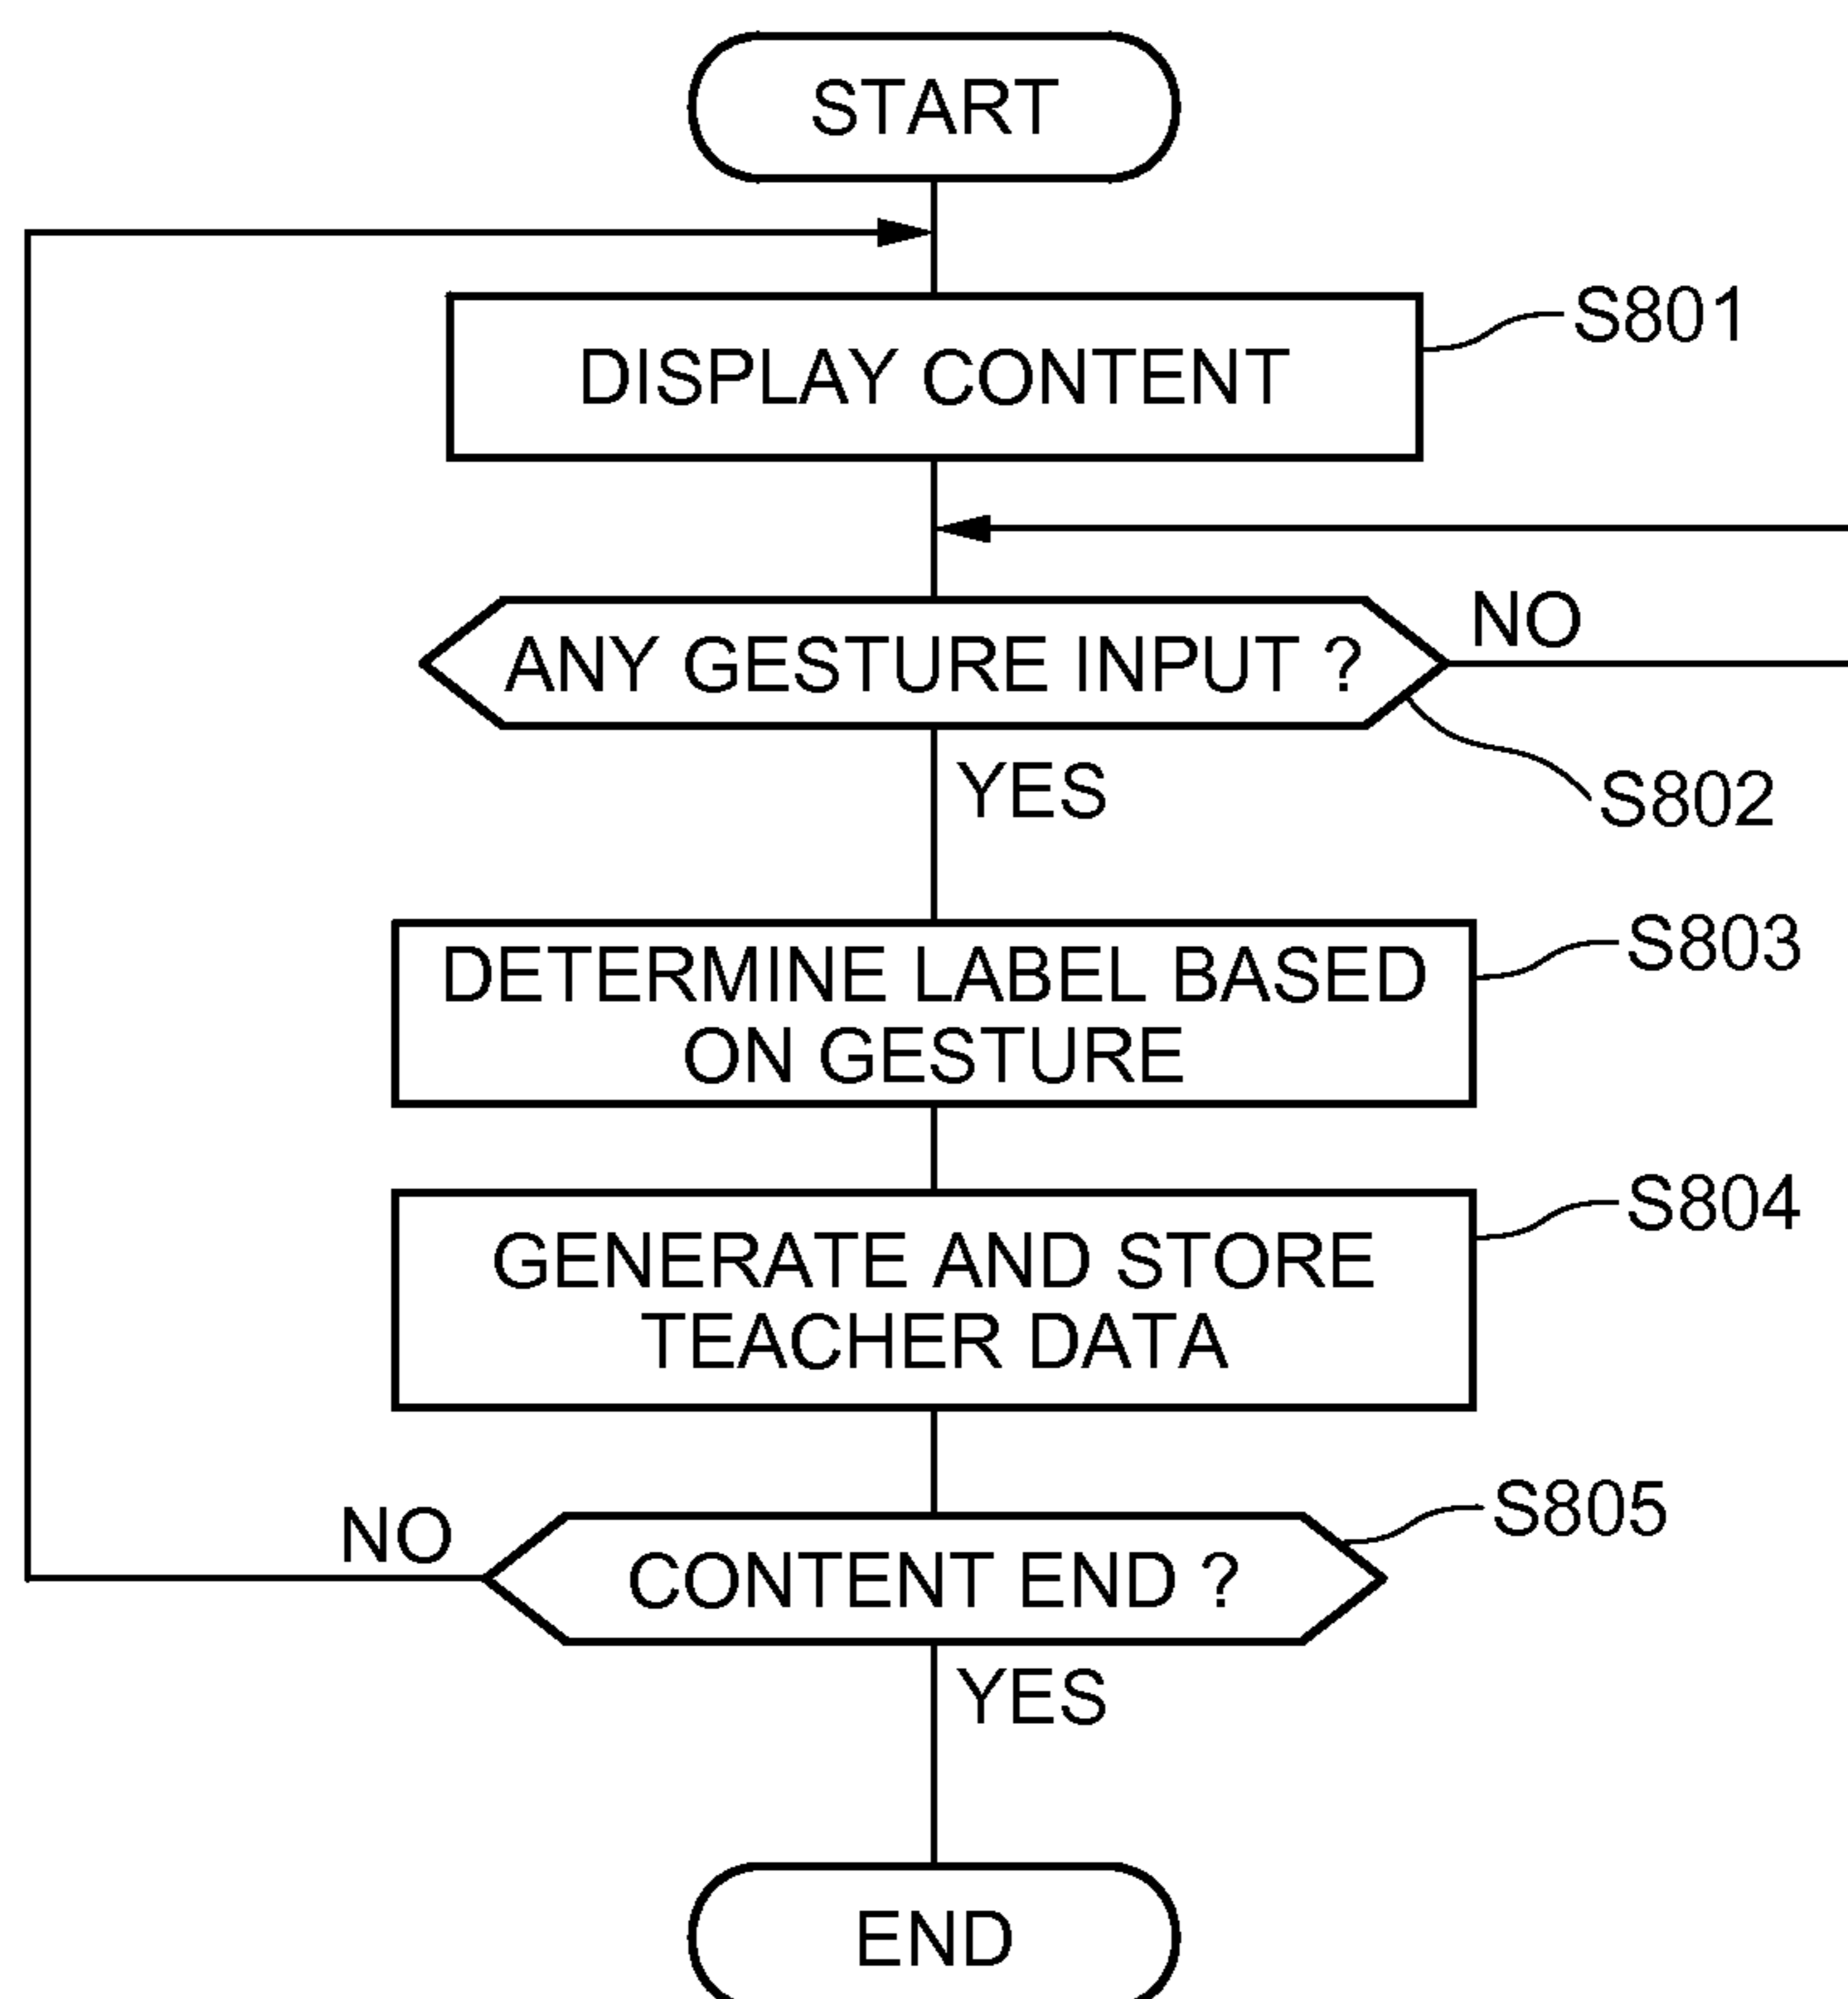 START
DISPLAY CONTENT
S801
ANY GESTURE INPUT ?
NO
S802
YES
DETERMINE LABEL BASED
ON GESTURE
S803
GENERATE AND STORE
TEACHER DATA
S804
CONTENT END ?
S805
NO
YES
END